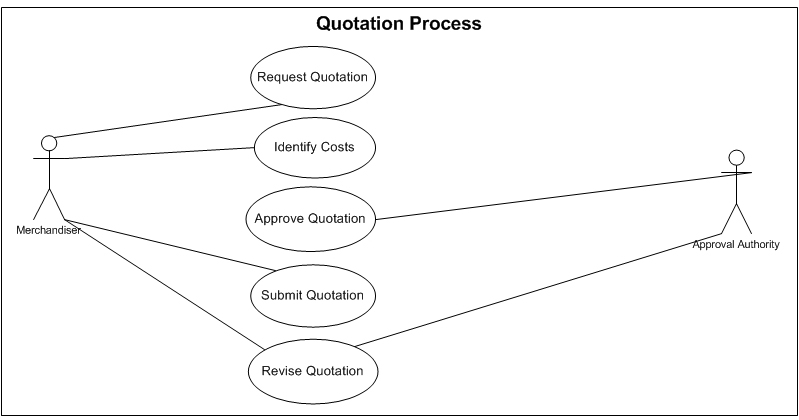 Quotation Process
Request Quotation
Identify Costs
Approve Quotation
Merchandiser
Approval Authority
Submit Quotation
Revise Quotation